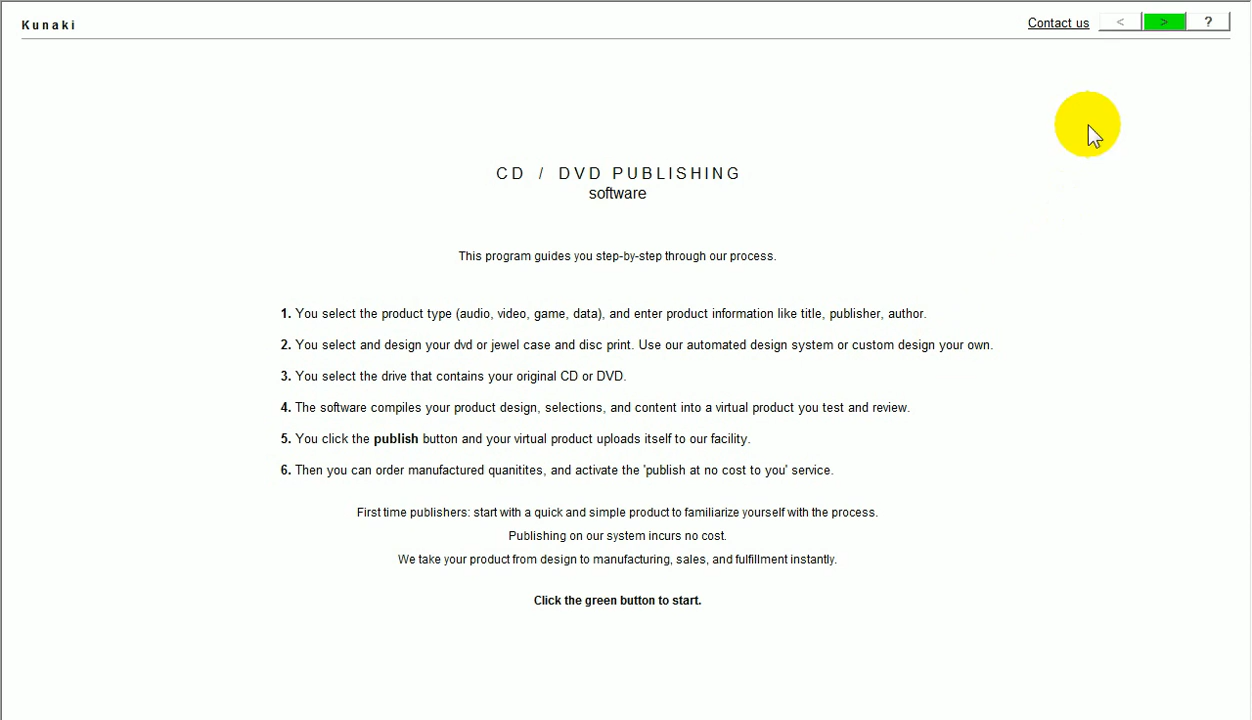 Kunaki
Contact us < > ?
CD / DVD PUBLISHING
software
This program guides you step-by-step through our process.
1. You select the product type (audio, video, game, data), and enter product information like title, publisher, author.
2. You select and design your dvd or jewel case and disc print. Use our automated design system or custom design your own.
3. You select the drive that contains your original CD or DVD.
4. The software compiles your product design, selections, and content into a virtual product you test and review.
5. You click the publish button and your virtual product uploads itself to our facility.
6. Then you can order manufactured quanitites, and activate the 'publish at no cost to you' service.
First time publishers: start with a quick and simple product to familiarize yourself with the process.
Publishing on our system incurs no cost.
We take your product from design to manufacturing, sales, and fulfillment instantly.
Click the green button to start.